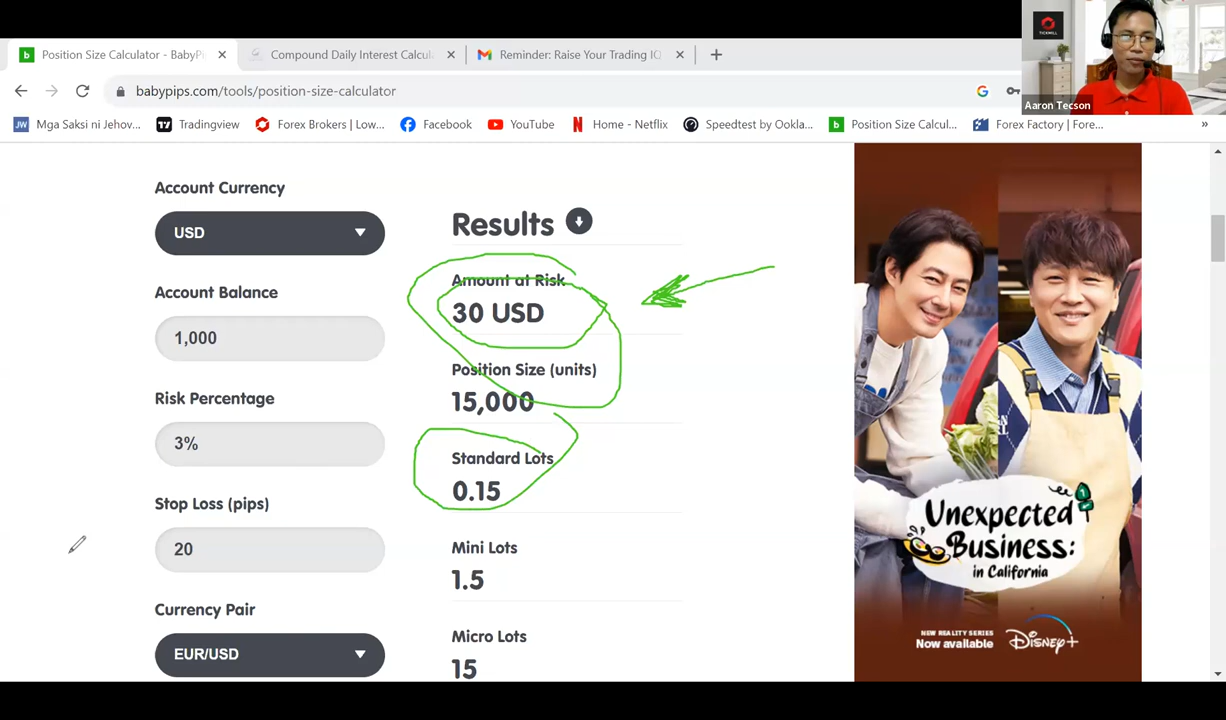 TICKMILL
Aaron Tecson
Position Size Calculator - BabyPi
Compound Daily Interest Calcul
Reminder: Raise Your Trading IQ
babypips.com/tools/position-size-calculator
JW
Mga Saksi ni Jehov...
Tradingview
Forex Brokers | Low...
Facebook
YouTube
Home - Netflix
Speedtest by Ookla...
Position Size Calcul...
Forex Factory | Fore...
»
Account Currency
USD
Account Balance
1,000
Risk Percentage
3%
Stop Loss (pips)
20
Currency Pair
EUR/USD
Results
Amount at Risk
30 USD
Position Size (units)
15,000
Standard Lots
0.15
Mini Lots
1.5
Micro Lots
15
Unexpected
Business:
in California
NEW REALITY SERIES
Now available
Disney+